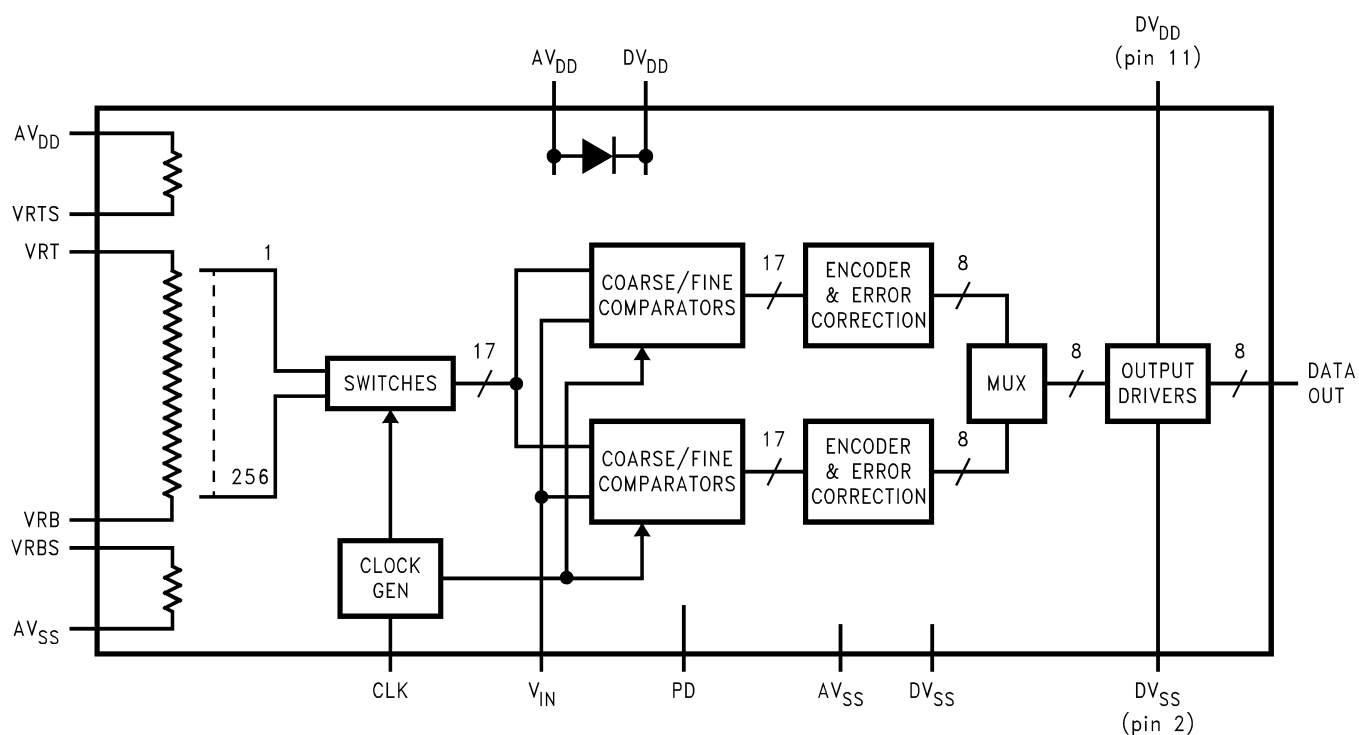 DVDD
(pin 11)
AVDD
DVDD
AVDD
VRTS
VRT
1
256
VRB
VRBS
AVSS
SWITCHES
17
COARSE/FINE
COMPARATORS
17
ENCODER
& ERROR
CORRECTION
8
COARSE/FINE
COMPARATORS
17
ENCODER
& ERROR
CORRECTION
8
MUX
8
OUTPUT
DRIVERS
8
DATA
OUT
CLOCK
GEN
CLK
VIN
PD
AVSS
DVSS
DVSS
(pin 2)